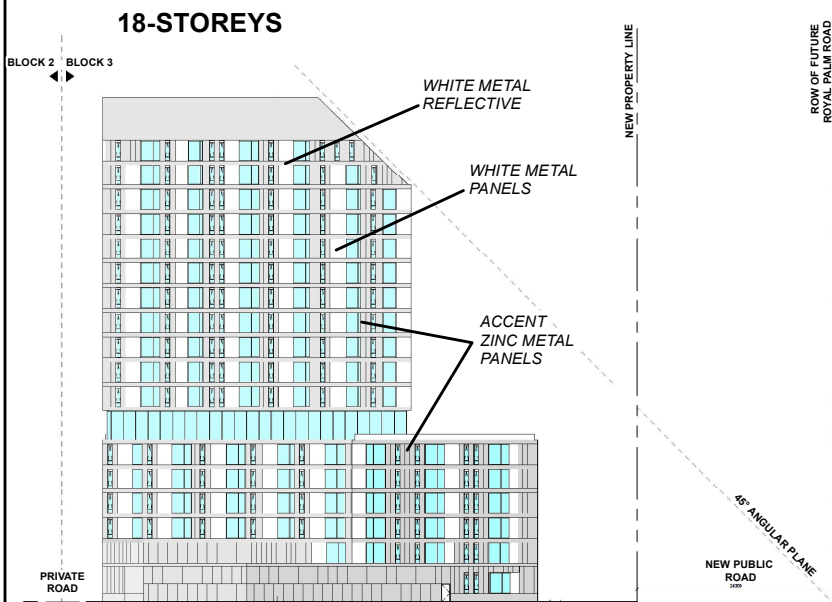 18-STOREYS
BLOCK 2
BLOCK 3
WHITE METAL
REFLECTIVE
WHITE METAL
PANELS
ACCENT
ZINC METAL
PANELS
NEW PROPERTY LINE
ROW OF FUTURE
ROYAL PALM ROAD
45° ANGULAR PLANE
PRIVATE
ROAD
NEW PUBLIC
ROAD
24000